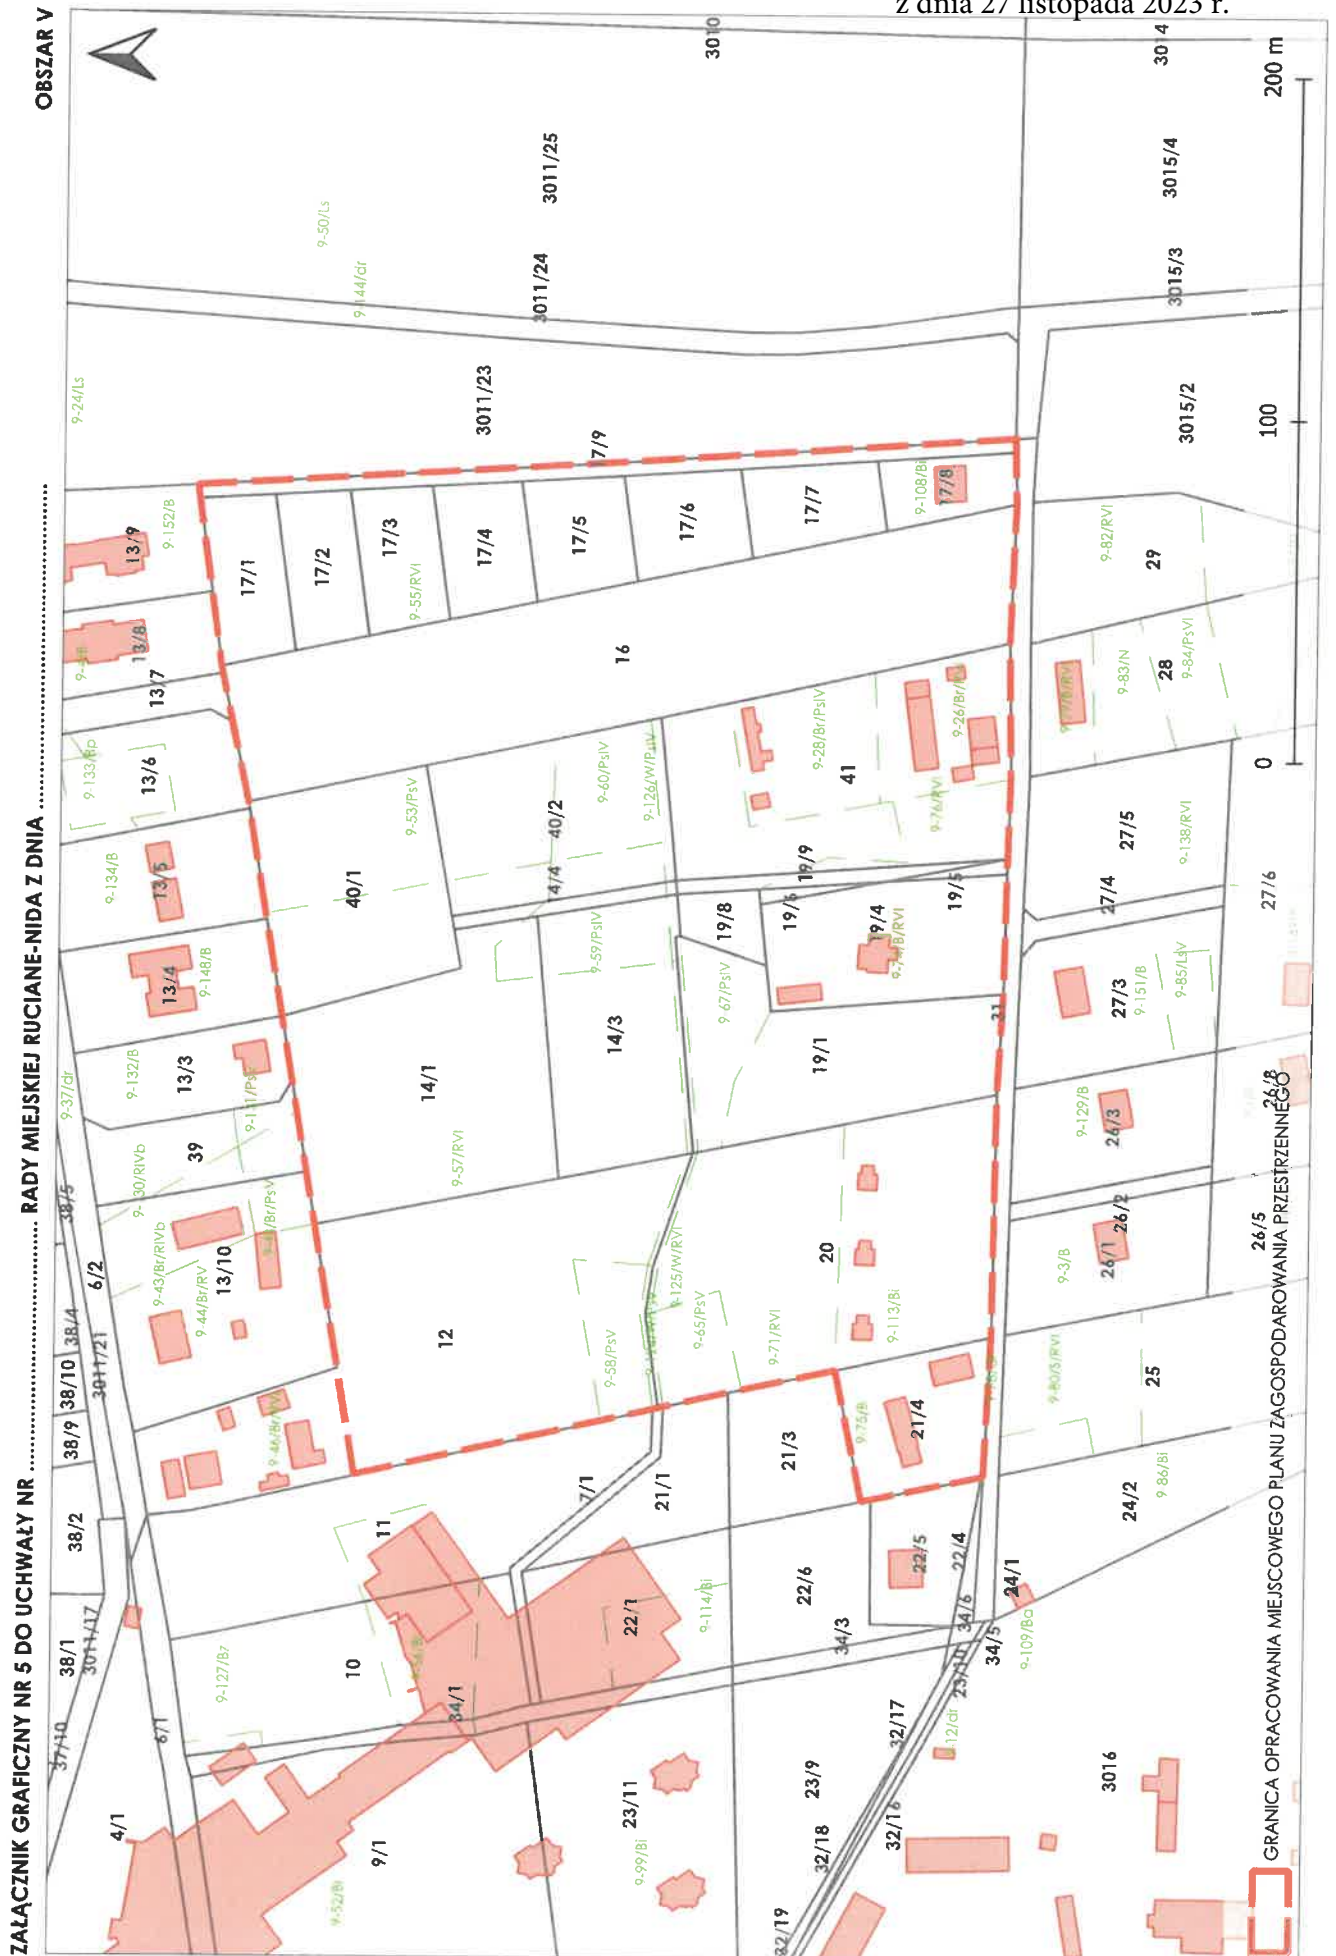 z dnia 27 listopada 2023 r.
ZAŁĄCZNIK GRAFICZNY NR 5 DO UCHWAŁY NR ........................................ RADY MIEJSKIEJ RUCIANE-NIDA Z DNIA ........................................
OBSZAR V
37/10
38/1
3011/17
38/2
38/9
38/10
38/4
3011/21
38/5
6/2
9-37/dr
9-24/Ls
4/1
6/1
9-127/Bz
9-30/RIVb
9-43/Br/RIVb
9-44/Br/RV
13/10
39
9-132/B
13/3
13/4
9-148/B
9-134/B
13/5
9-133/Bp
13/6
13/7
13/8
13/9
9-152/B
9-52/Bi
9/1
10
11
34/1
12
14/1
9-57/RVI
40/1
9-53/PsV
17/1
17/2
17/3
9-55/RVI
17/4
17/5
17/6
17/7
17/8
17/9
9-108/Bi
3011/23
3011/24
3011/25
9-144/dr
9-50/Ls
3010
3014
7/1
21/1
22/1
9-114/Bi
9-58/PsV
9-125/W/RVI
9-65/PsV
9-71/RVI
14/3
9-59/PsIV
14/4
40/2
9-60/PsIV
9-126/W/PsIV
16
23/11
9-99/Bi
23/9
34/3
22/6
21/3
9-75/B
21/4
20
9-113/Bi
19/1
9-67/PsIV
19/8
19/6
19/9
19/4
19/5
41
9-28/Br/PsIV
9-76/RVI
22/5
22/4
34/6
34/5
23/10
32/17
32/16
32/18
32/19
9-12/dr
3016
9-109/Ba
24/1
24/2
9-86/Bi
25
9-80/S/RVI
9-3/B
26/1
26/2
26/3
9-129/B
26/5
26/8
31
27/3
9-151/B
9-85/LsV
27/4
27/5
9-138/RVI
27/6
28
9-83/N
9-84/PsVI
29
9-82/RVI
3015/2
3015/3
3015/4
0
100
200 m
GRANICA OPRACOWANIA MIEJSCOWEGO PLANU ZAGOSPODAROWANIA PRZESTRZENNEGO